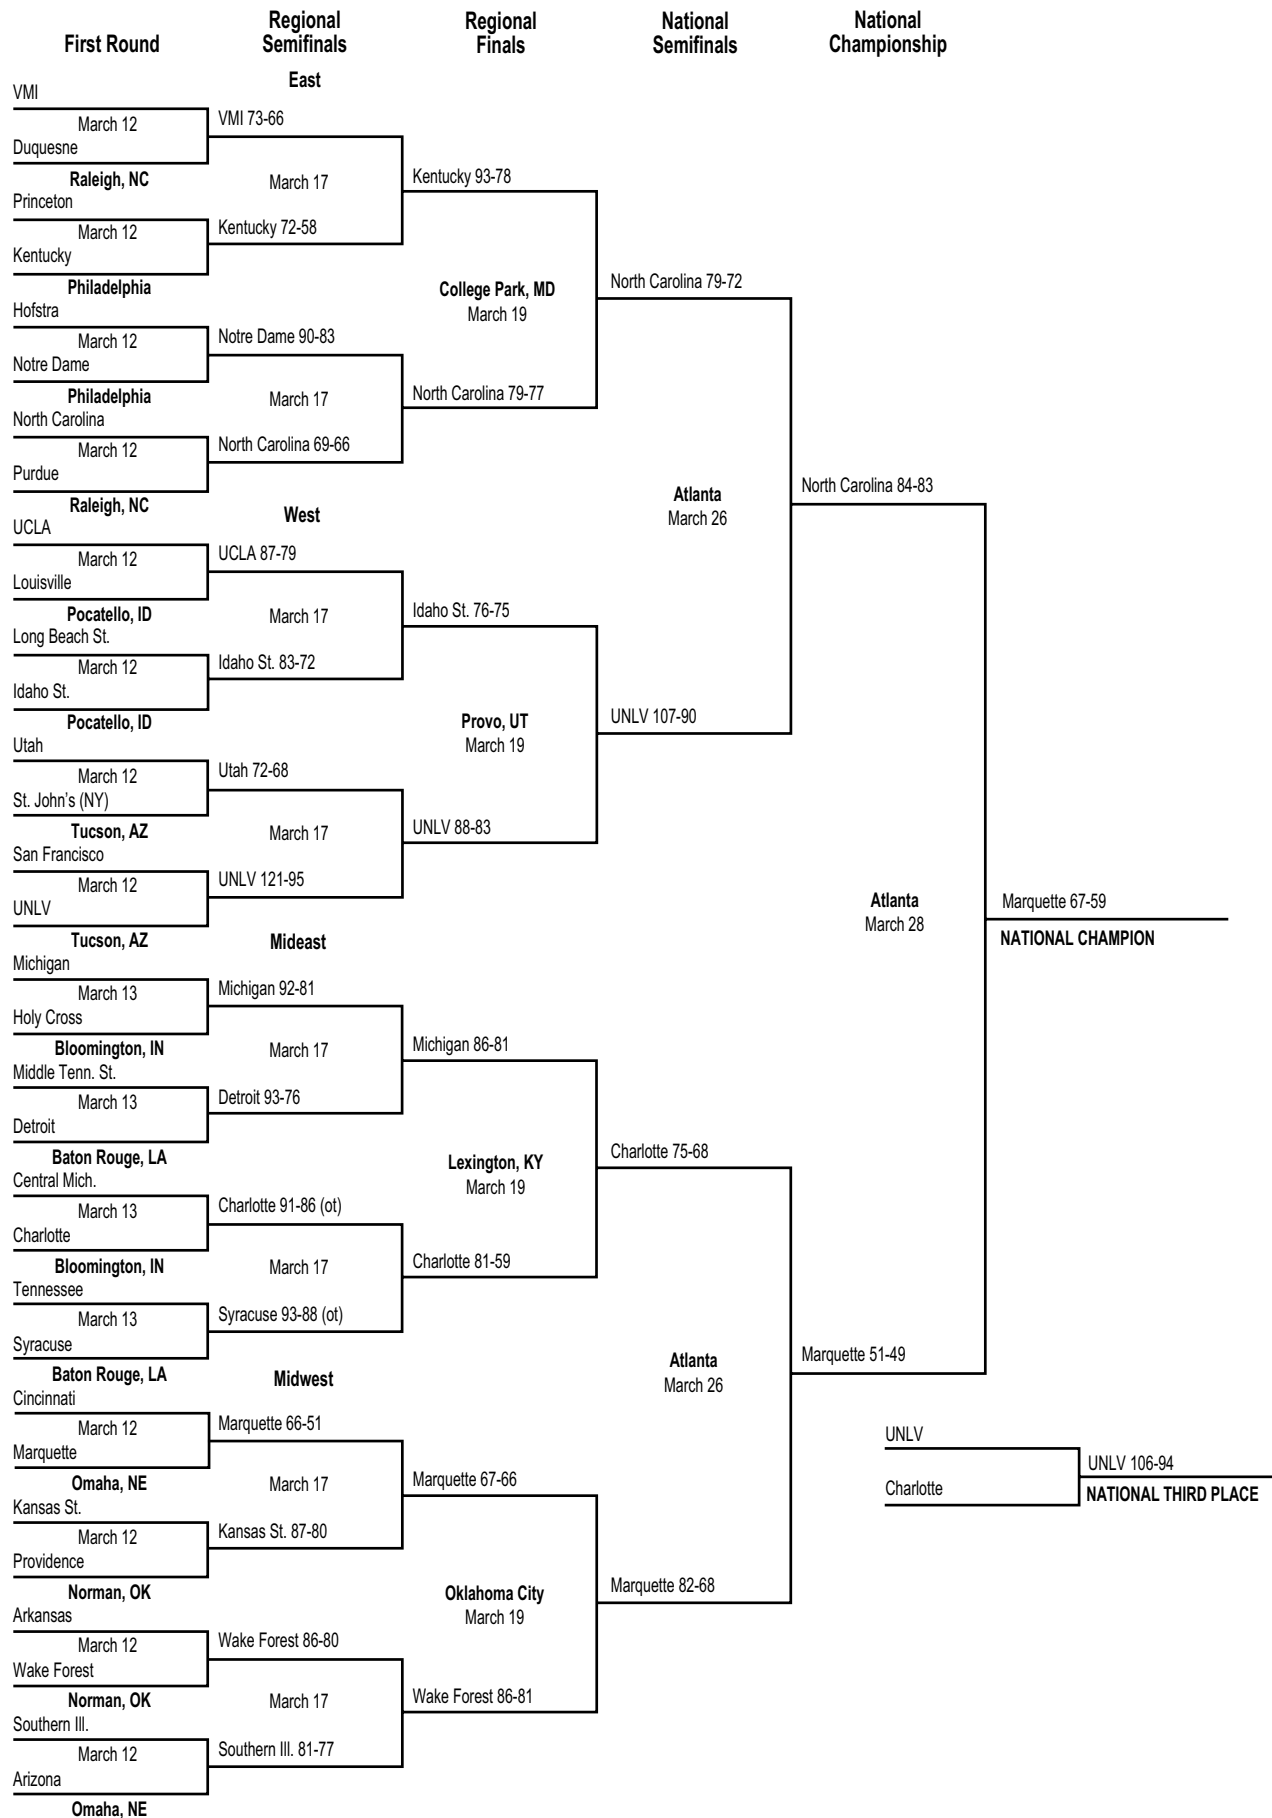 First Round
Regional
Semifinals
Regional
Finals
National
Semifinals
National
Championship
East
VMI
March 12
Duquesne
Raleigh, NC
Princeton
March 12
Kentucky
Philadelphia
Hofstra
March 12
Notre Dame
Philadelphia
North Carolina
March 12
Purdue
Raleigh, NC
VMI 73-66
March 17
Kentucky 72-58
Notre Dame 90-83
March 17
North Carolina 69-66
Kentucky 93-78
College Park, MD
March 19
North Carolina 79-77
North Carolina 79-72
West
UCLA
March 12
Louisville
Pocatello, ID
Long Beach St.
March 12
Idaho St.
Pocatello, ID
Utah
March 12
St. John's (NY)
Tucson, AZ
San Francisco
March 12
UNLV
Tucson, AZ
UCLA 87-79
March 17
Idaho St. 83-72
Utah 72-68
March 17
UNLV 121-95
Idaho St. 76-75
Provo, UT
March 19
UNLV 88-83
UNLV 107-90
Atlanta
March 26
North Carolina 84-83
Mideast
Michigan
March 13
Holy Cross
Bloomington, IN
Middle Tenn. St.
March 13
Detroit
Baton Rouge, LA
Central Mich.
March 13
Charlotte
Bloomington, IN
Tennessee
March 13
Syracuse
Baton Rouge, LA
Michigan 92-81
March 17
Detroit 93-76
Charlotte 91-86 (ot)
March 17
Syracuse 93-88 (ot)
Michigan 86-81
Lexington, KY
March 19
Charlotte 81-59
Charlotte 75-68
Midwest
Cincinnati
March 12
Marquette
Omaha, NE
Kansas St.
March 12
Providence
Norman, OK
Arkansas
March 12
Wake Forest
Norman, OK
Southern Ill.
March 12
Arizona
Omaha, NE
Marquette 66-51
March 17
Kansas St. 87-80
Wake Forest 86-80
March 17
Southern Ill. 81-77
Marquette 67-66
Oklahoma City
March 19
Wake Forest 86-81
Marquette 82-68
Atlanta
March 26
Marquette 51-49
Atlanta
March 28
Marquette 67-59
NATIONAL CHAMPION
UNLV
Charlotte
UNLV 106-94
NATIONAL THIRD PLACE